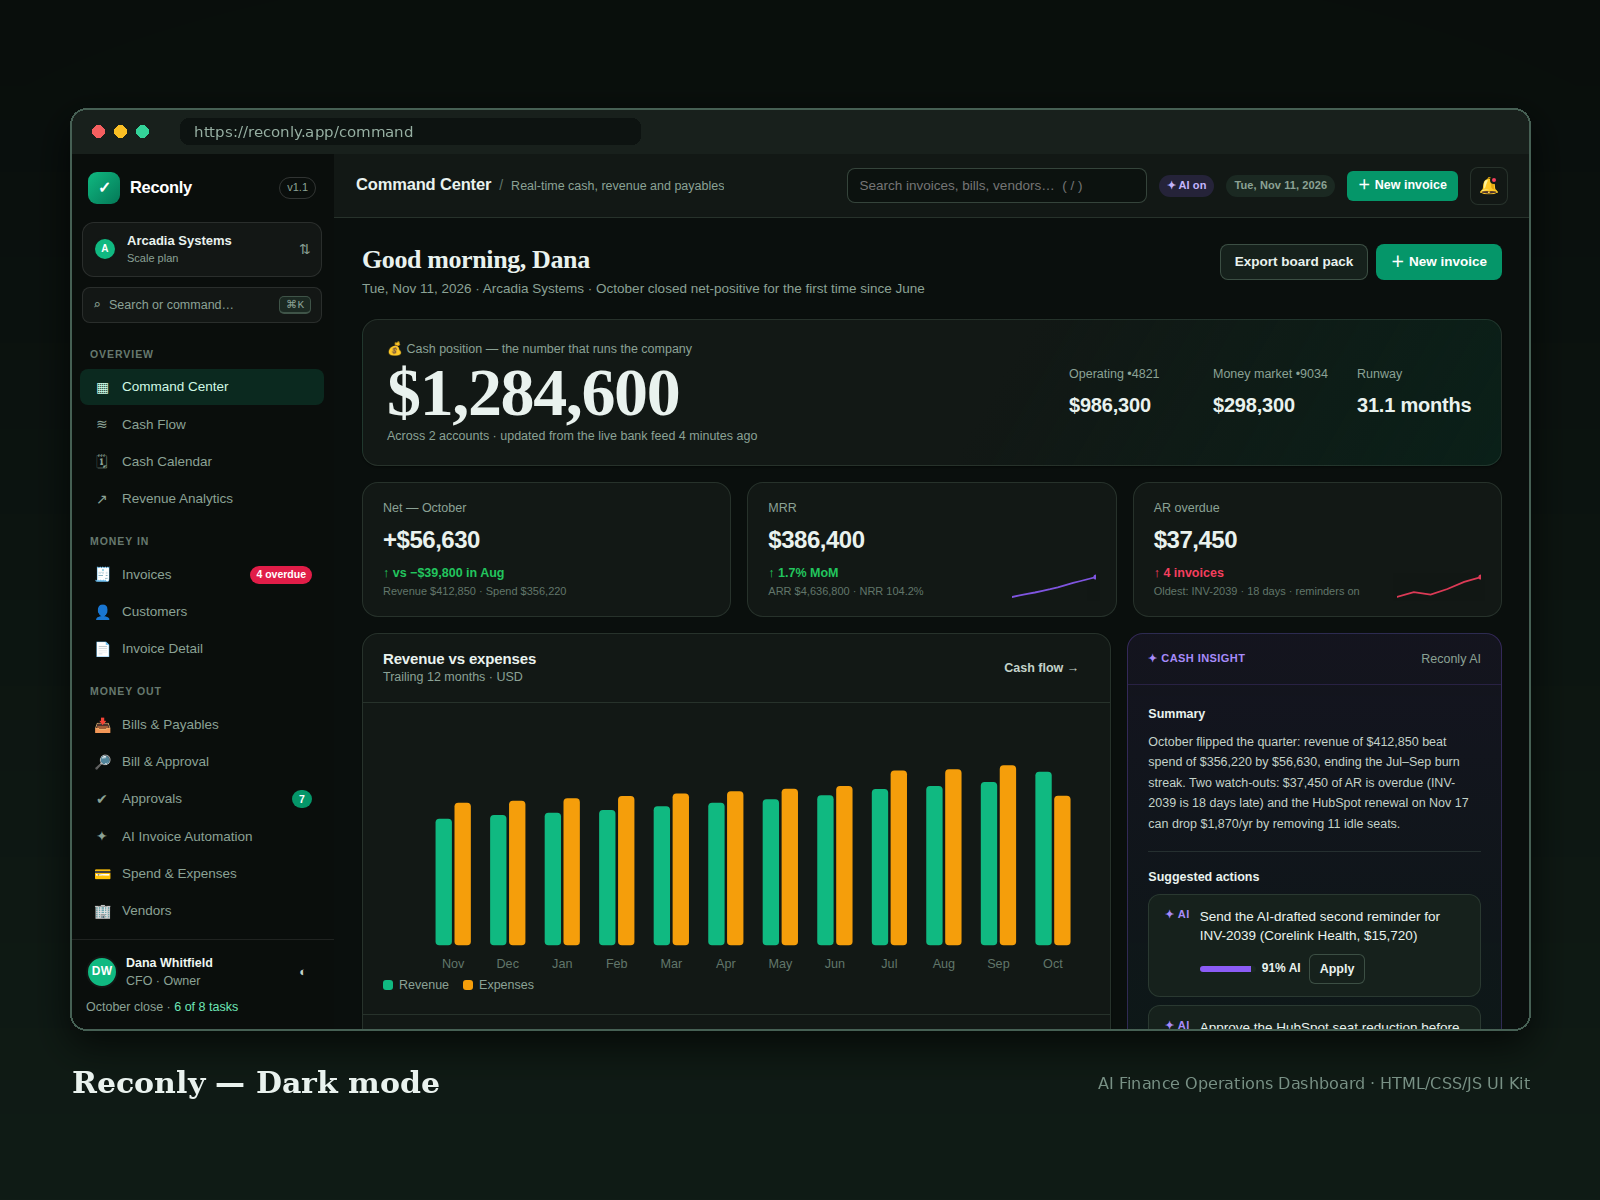 https://reconly.app/command
✓ Reconly v1.1
A Arcadia Systems
Scale plan
Search or command… ⌘K
OVERVIEW
Command Center
Cash Flow
Cash Calendar
Revenue Analytics
MONEY IN
Invoices 4 overdue
Customers
Invoice Detail
MONEY OUT
Bills & Payables
Bill & Approval
Approvals 7
AI Invoice Automation
Spend & Expenses
Vendors
DW Dana Whitfield
CFO · Owner
October close · 6 of 8 tasks
Command Center / Real-time cash, revenue and payables
Search invoices, bills, vendors… ( / )
✦ AI on
Tue, Nov 11, 2026
+ New invoice
Good morning, Dana
Tue, Nov 11, 2026 · Arcadia Systems · October closed net-positive for the first time since June
Export board pack
+ New invoice
💰 Cash position — the number that runs the company
$1,284,600
Across 2 accounts · updated from the live bank feed 4 minutes ago
Operating •4821
$986,300
Money market •9034
$298,300
Runway
31.1 months
Net — October
+$56,630
↑ vs −$39,800 in Aug
Revenue $412,850 · Spend $356,220
MRR
$386,400
↑ 1.7% MoM
ARR $4,636,800 · NRR 104.2%
AR overdue
$37,450
↑ 4 invoices
Oldest: INV-2039 · 18 days · reminders on
Revenue vs expenses
Trailing 12 months · USD
Cash flow →
Nov Dec Jan Feb Mar Apr May Jun Jul Aug Sep Oct
Revenue Expenses
✦ CASH INSIGHT
Reconly AI
Summary
October flipped the quarter: revenue of $412,850 beat
spend of $356,220 by $56,630, ending the Jul–Sep burn
streak. Two watch-outs: $37,450 of AR is overdue (INV-
2039 is 18 days late) and the HubSpot renewal on Nov 17
can drop $1,870/yr by removing 11 idle seats.
Suggested actions
✦ AI Send the AI-drafted second reminder for
INV-2039 (Corelink Health, $15,720)
91% AI Apply
✦ AI Approve the HubSpot seat reduction before
Reconly — Dark mode
AI Finance Operations Dashboard · HTML/CSS/JS UI Kit